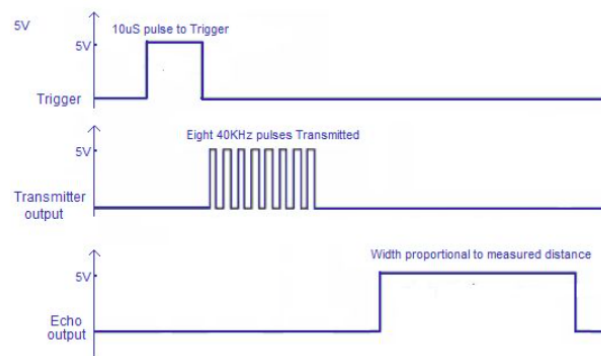 5V
10uS pulse to Trigger
5V
Trigger
Eight 40KHz pulses Transmitted
5V
Transmitter
output
Width proportional to measured distance
5V
Echo
output